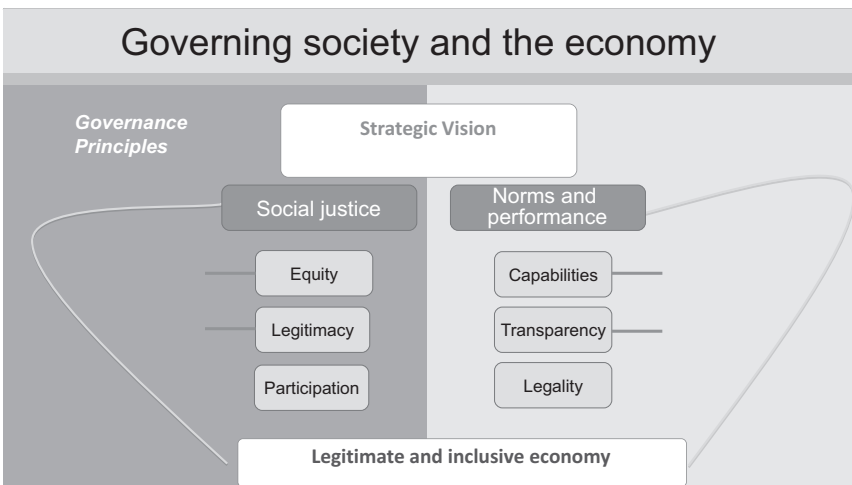 Governing society and the economy
Governance
Principles
Strategic Vision
Social justice
Norms and
performance
Equity
Capabilities
Legitimacy
Transparency
Participation
Legality
Legitimate and inclusive economy